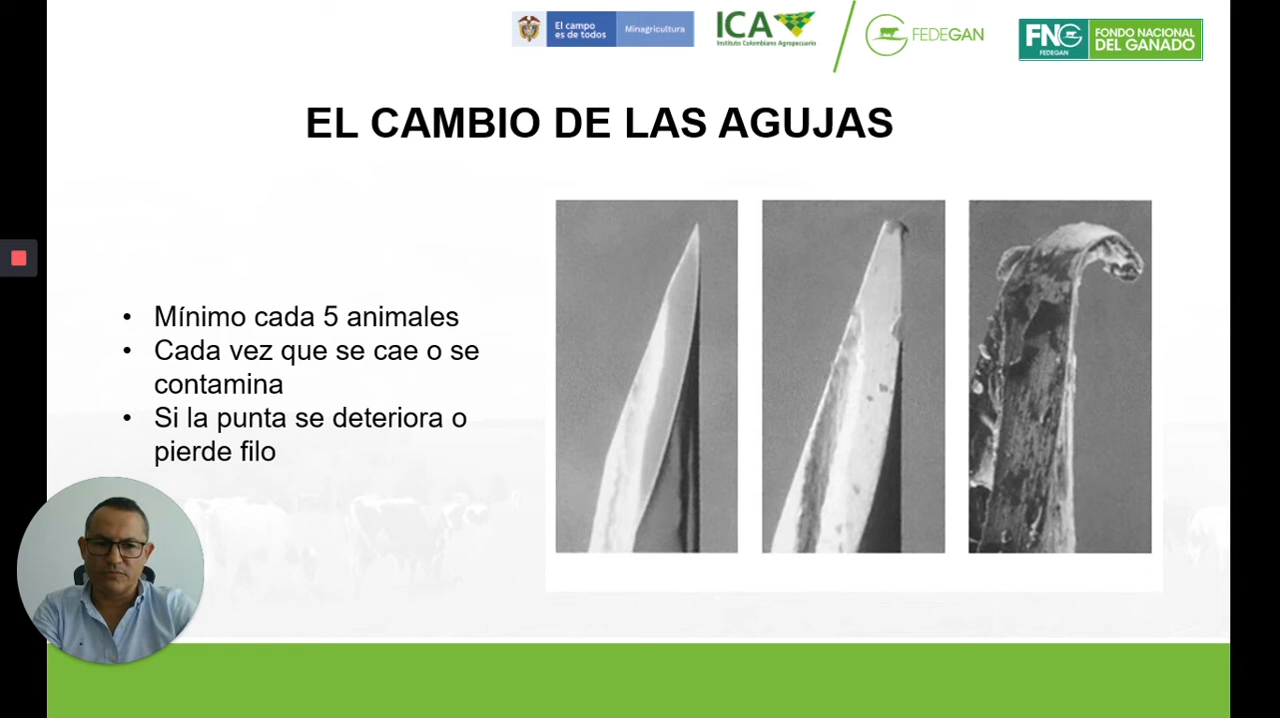 El campo
es de todos
Minagricultura
ICA
Instituto Colombiano Agropecuario
FEDEGAN
FNG
FEDEGAN
FONDO NACIONAL
DEL GANADO
EL CAMBIO DE LAS AGUJAS
• Mínimo cada 5 animales
• Cada vez que se cae o se
contamina
• Si la punta se deteriora o
pierde filo